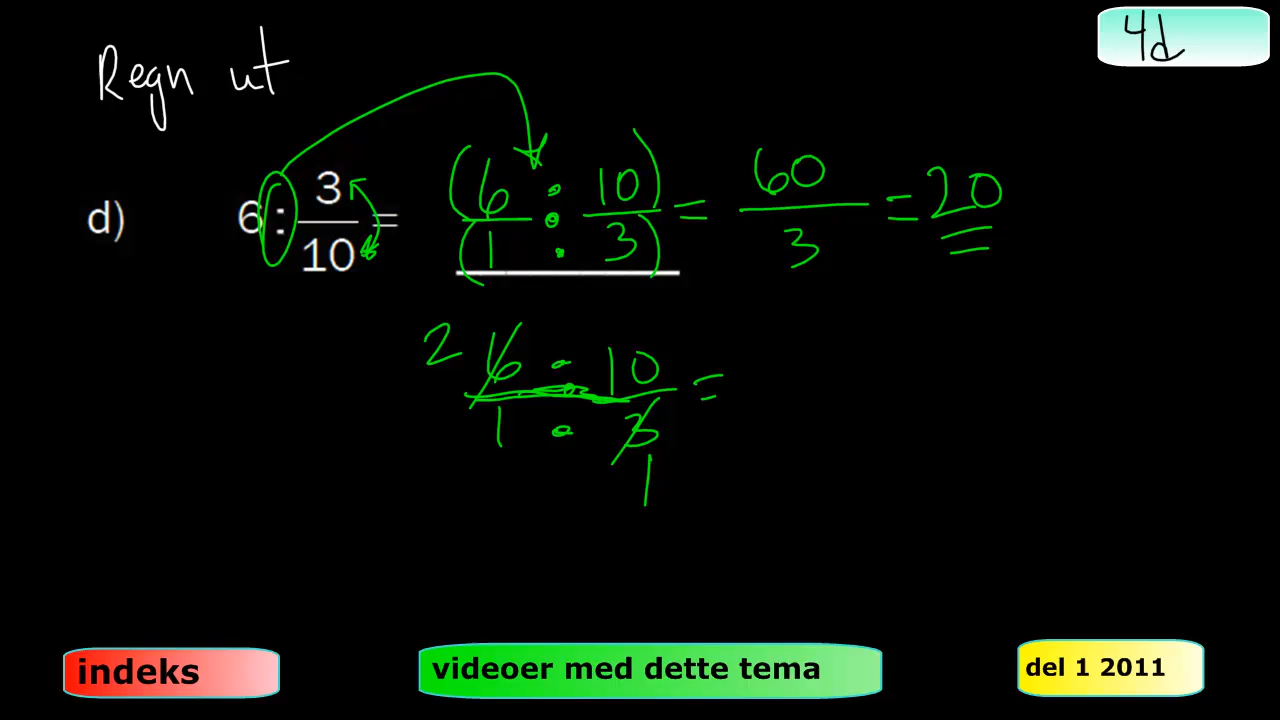 4d
Regn ut
d) 6 : 3/10 = (6/1 · 10/3) = 60/3 = 20
2 6 · 10 / 1 · 3 1 =
indeks
videoer med dette tema
del 1 2011